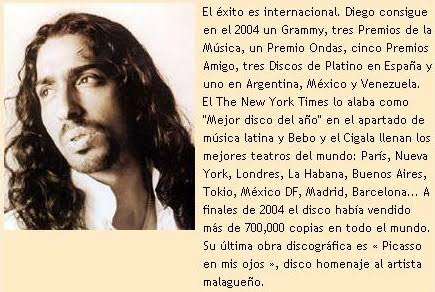 El éxito es internacional. Diego consigue
en el 2004 un Grammy, tres Premios de la
Música, un Premio Ondas, cinco Premios
Amigo, tres Discos de Platino en España y
uno en Argentina, México y Venezuela.
El The New York Times lo alaba como
"Mejor disco del año" en el apartado de
música latina y Bebo y el Cigala llenan los
mejores teatros del mundo: París, Nueva
York, Londres, La Habana, Buenos Aires,
Tokio, México DF, Madrid, Barcelona... A
finales de 2004 el disco había vendido
más de 700,000 copias en todo el mundo.
Su última obra discográfica es « Picasso
en mis ojos », disco homenaje al artista
malagueño.